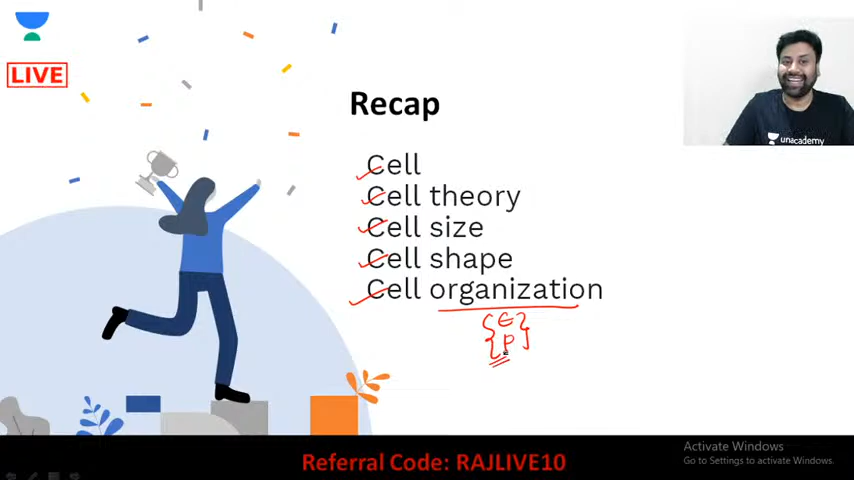 LIVE
Recap
Cell
Cell theory
Cell size
Cell shape
Cell organization
E
P
unacademy
Activate Windows
Go to Settings to activate Windows.
Referral Code: RAJLIVE10